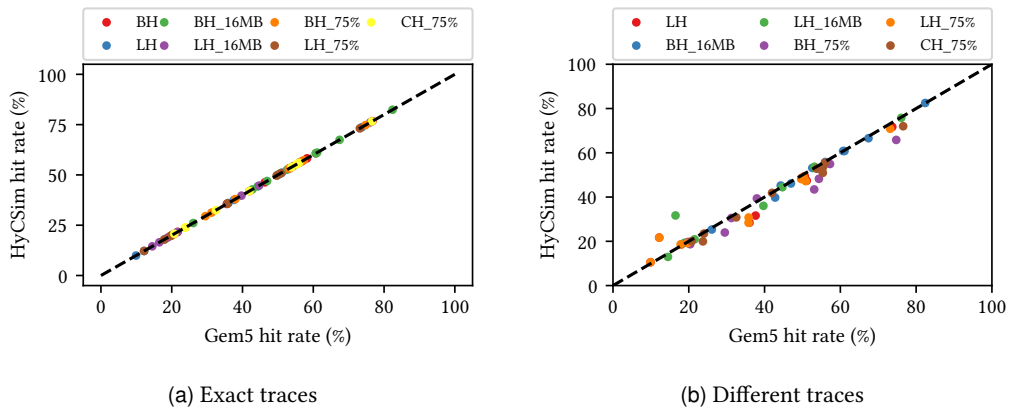 BH BH_16MB BH_75% CH_75%
LH LH_16MB LH_75%
100
75
50
25
0
HyCSim hit rate (%)
0 20 40 60 80 100
Gem5 hit rate (%)
(a) Exact traces
LH LH_16MB LH_75%
BH_16MB BH_75% CH_75%
100
80
60
40
20
0
HyCSim hit rate (%)
0 20 40 60 80 100
Gem5 hit rate (%)
(b) Different traces